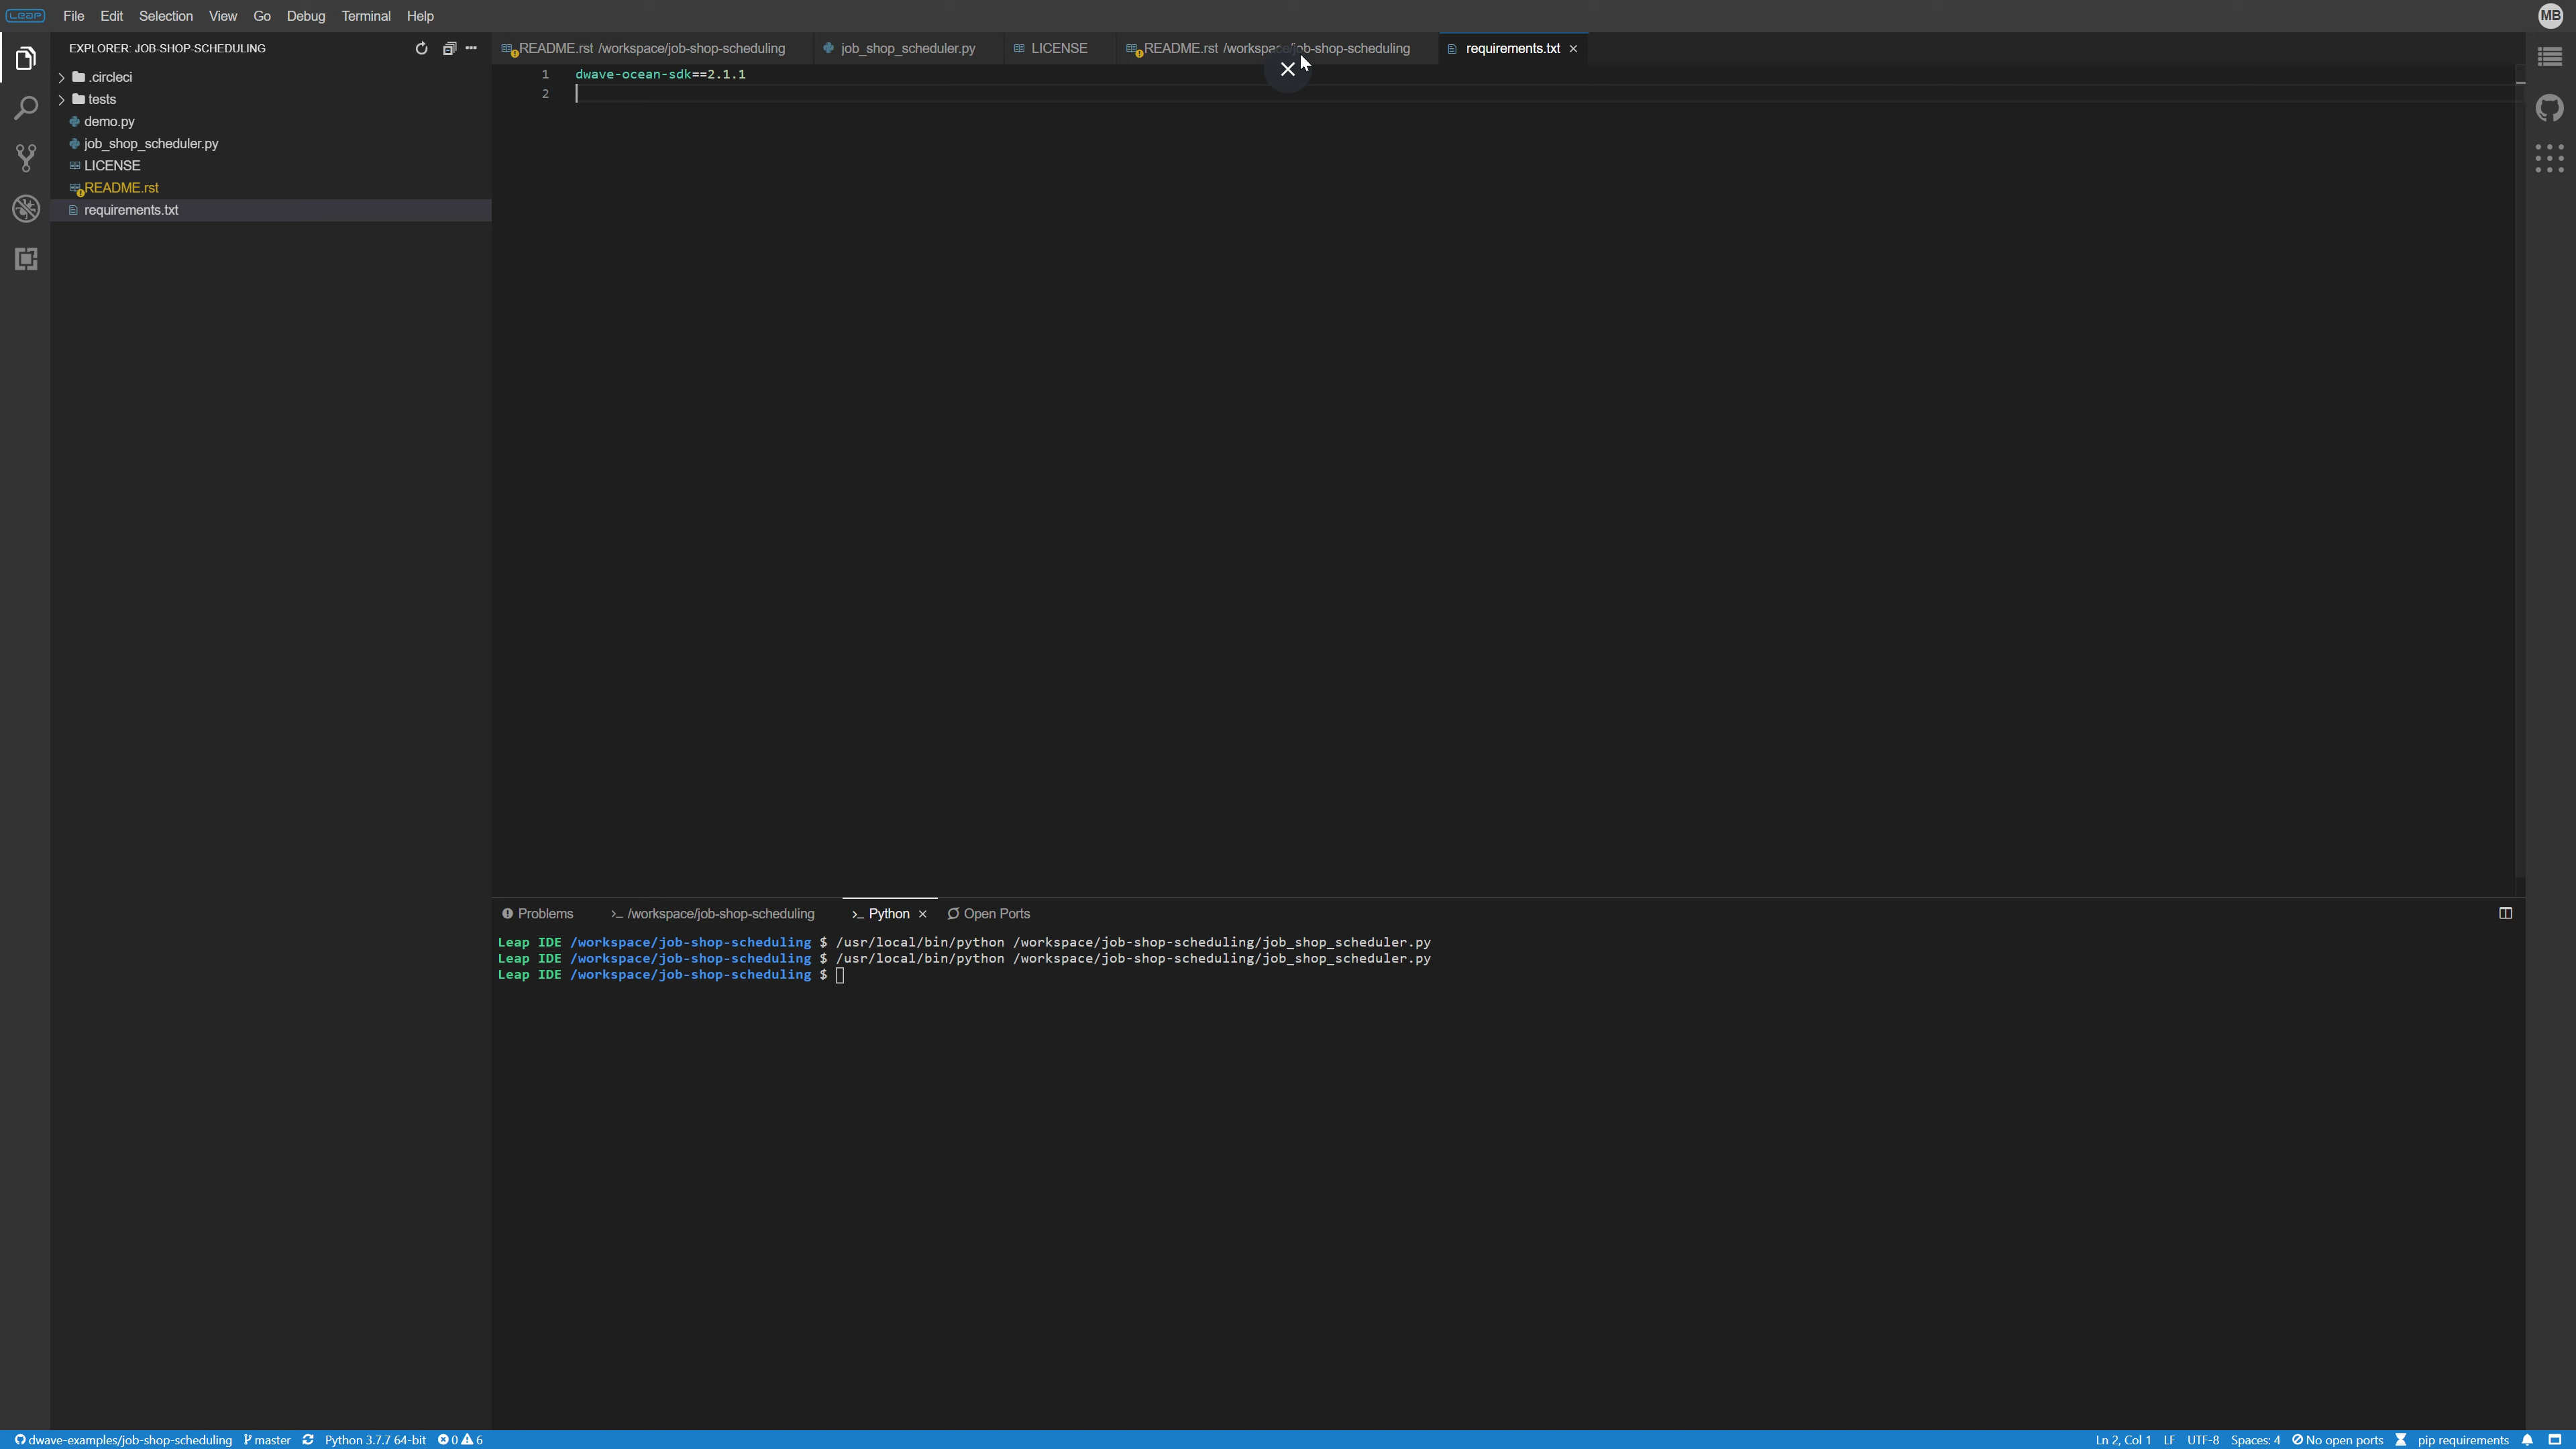 LEAP File Edit Selection View Go Debug Terminal Help MB
EXPLORER: JOB-SHOP-SCHEDULING
.circleci
tests
demo.py
job_shop_scheduler.py
LICENSE
README.rst
requirements.txt
README.rst /workspace/job-shop-scheduling job_shop_scheduler.py LICENSE README.rst /workspace/job-shop-scheduling requirements.txt
1 dwave-ocean-sdk==2.1.1
2
Problems >_ /workspace/job-shop-scheduling >_ Python Open Ports
Leap IDE /workspace/job-shop-scheduling $ /usr/local/bin/python /workspace/job-shop-scheduling/job_shop_scheduler.py
Leap IDE /workspace/job-shop-scheduling $ /usr/local/bin/python /workspace/job-shop-scheduling/job_shop_scheduler.py
Leap IDE /workspace/job-shop-scheduling $
dwave-examples/job-shop-scheduling master Python 3.7.7 64-bit 0 6 Ln 2, Col 1 LF UTF-8 Spaces: 4 No open ports pip requirements